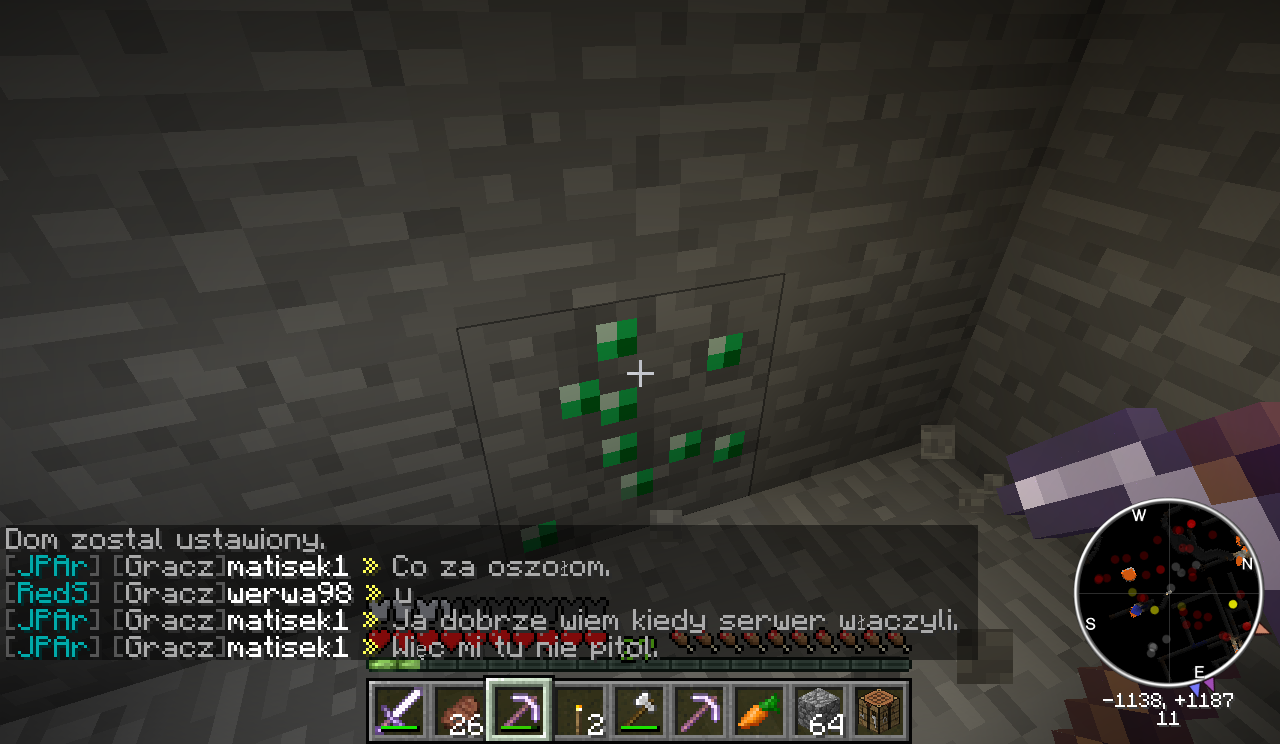 Dom zostal ustawiony.
[JPAr] [Gracz]matisek1 » Co za oszołom.
[RedS] [Gracz]werwa98 » u
[JPAr] [Gracz]matisek1 » Ja dobrze wiem kiedy serwer włączyli.
[JPAr] [Gracz]matisek1 » Więc mi tu nie pitol.
W
N
S
E
-1138, +1187
11
26
2
64